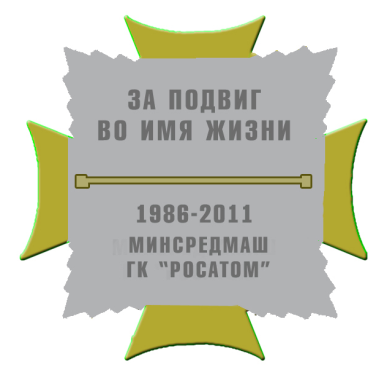 ЗА ПОДВИГ
ВО ИМЯ ЖИЗНИ
1986-2011
МИНСРЕДМАШ
ГК “РОСАТОМ”